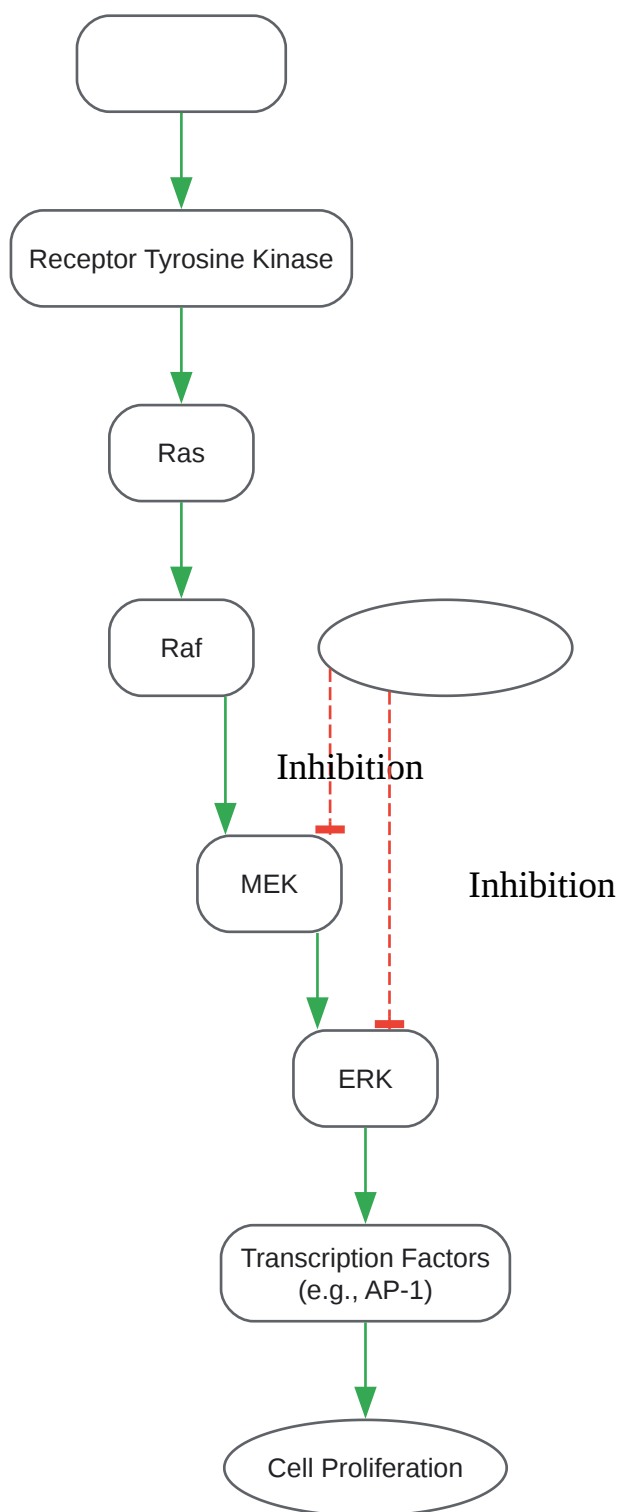 Receptor Tyrosine Kinase
Ras
Raf
Inhibition
MEK
Inhibition
ERK
Transcription Factors
(e.g., AP-1)
Cell Proliferation